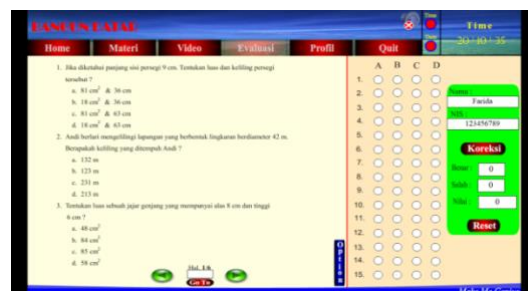 BANGUN DATAR
Time
20:10:35
Home Materi Video Evaluasi Profil Quit
1. Jika diketahui panjang sisi persegi 9 cm. Tentukan luas dan keliling persegi
tersebut ?
a. 81 cm² & 36 cm
b. 18 cm² & 36 cm
c. 81 cm² & 63 cm
d. 18 cm² & 63 cm
2. Andi berlari mengelilingi lapangan yang berbentuk lingkaran berdiameter 42 m.
Berapakah keliling yang ditempuh Andi ?
a. 132 m
b. 123 m
c. 231 m
d. 213 m
3. Tentukan luas sebuah jajar genjang yang mempunyai alas 8 cm dan tinggi
6 cm ?
a. 48 cm²
b. 84 cm²
c. 85 cm²
d. 58 cm²
Go To
Option
A B C D
1.
2.
3.
4.
5.
6.
7.
8.
9.
10.
11.
12.
13.
14.
15.
Nama :
Farida
NIS :
123456789
Koreksi
Benar : 0
Salah : 0
Nilai : 0
Reset